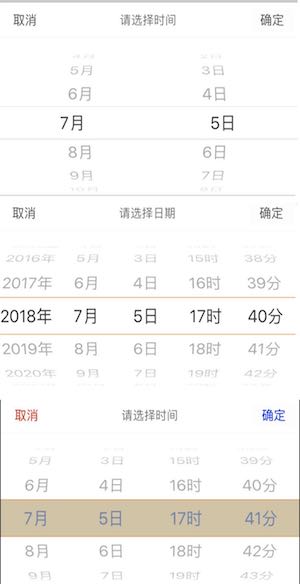 取消 请选择时间 确定
4月 2日
5月 3日
6月 4日
7月 5日
8月 6日
9月 7日
10月 8日
取消 请选择日期 确定
2016年 5月 3日 15时 38分
2017年 6月 4日 16时 39分
2018年 7月 5日 17时 40分
2019年 8月 6日 18时 41分
2020年 9月 7日 19时 42分
取消 请选择时间 确定
5月 3日 15时 39分
6月 4日 16时 40分
7月 5日 17时 41分
8月 6日 18时 42分
9月 7日 19时 43分